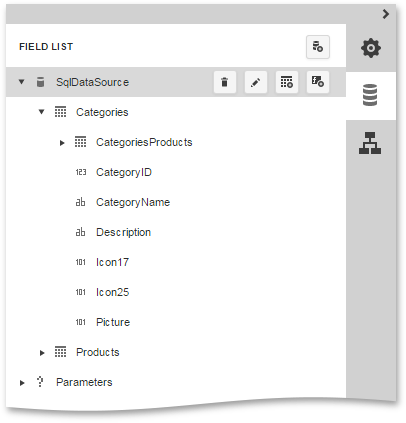 FIELD LIST
SqlDataSource
Categories
CategoriesProducts
123 CategoryID
ab CategoryName
ab Description
101 Icon17
101 Icon25
101 Picture
Products
? Parameters